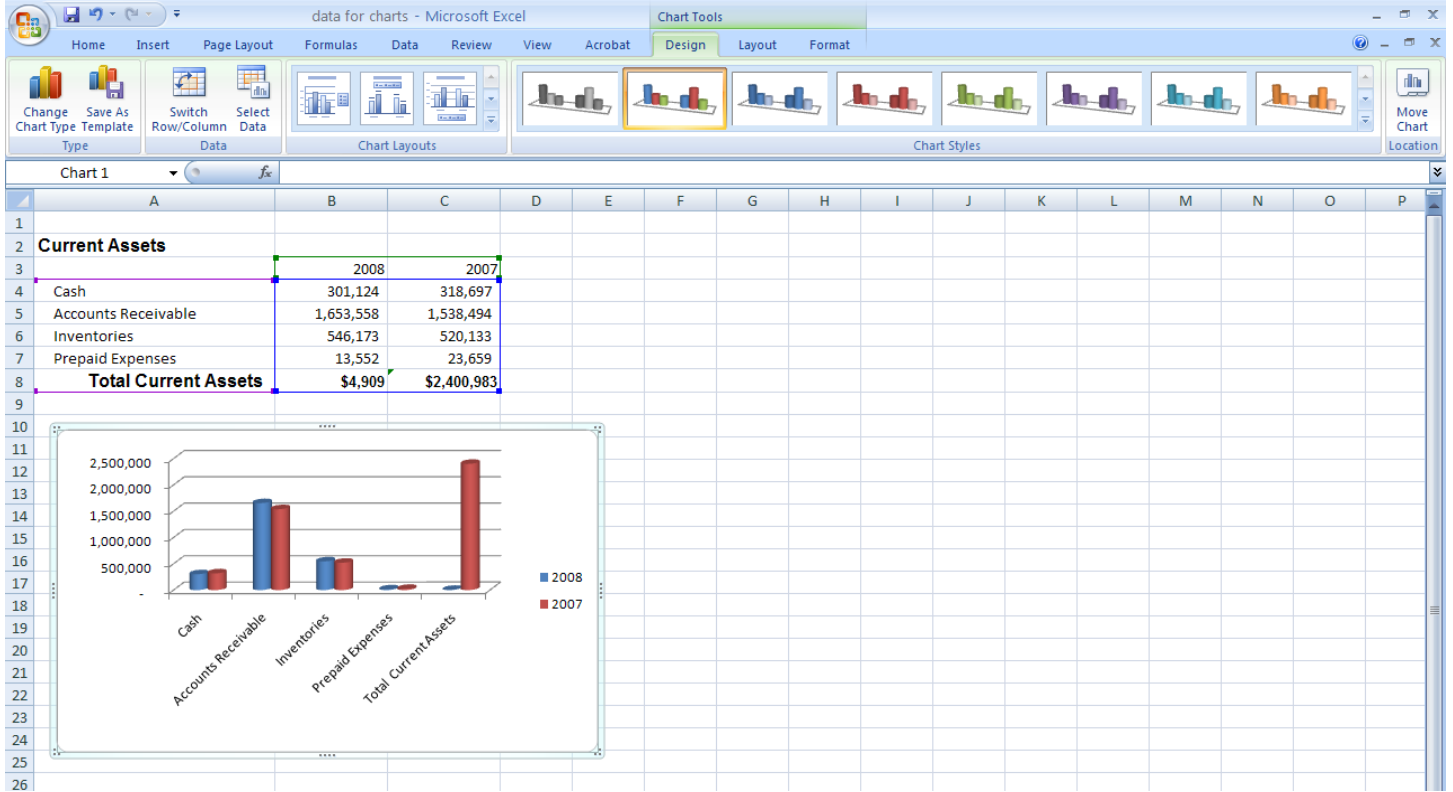 data for charts - Microsoft Excel
Chart Tools
Home Insert Page Layout Formulas Data Review View Acrobat Design Layout Format
Change Chart Type
Save As Template
Switch Row/Column
Select Data
Move Chart
Type Data Chart Layouts Chart Styles Location
Chart 1 fx
A B C D E F G H I J K L M N O P
1
2 Current Assets
3 2008 2007
4 Cash 301,124 318,697
5 Accounts Receivable 1,653,558 1,538,494
6 Inventories 546,173 520,133
7 Prepaid Expenses 13,552 23,659
8 Total Current Assets $4,909 $2,400,983
9
10
11
12
13
14
15
16
17
18
19
20
21
22
23
24
25
26
2,500,000
2,000,000
1,500,000
1,000,000
500,000
-
Cash
Accounts Receivable
Inventories
Prepaid Expenses
Total Current Assets
2008
2007